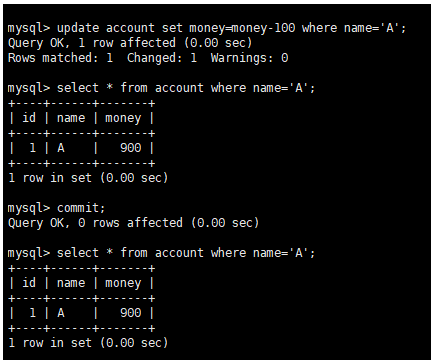 mysql> update account set money=money-100 where name='A';
Query OK, 1 row affected (0.00 sec)
Rows matched: 1  Changed: 1  Warnings: 0
mysql> select * from account where name='A';
+----+------+-------+
| id | name | money |
+----+------+-------+
|  1 | A    |   900 |
+----+------+-------+
1 row in set (0.00 sec)
mysql> commit;
Query OK, 0 rows affected (0.00 sec)
mysql> select * from account where name='A';
+----+------+-------+
| id | name | money |
+----+------+-------+
|  1 | A    |   900 |
+----+------+-------+
1 row in set (0.00 sec)